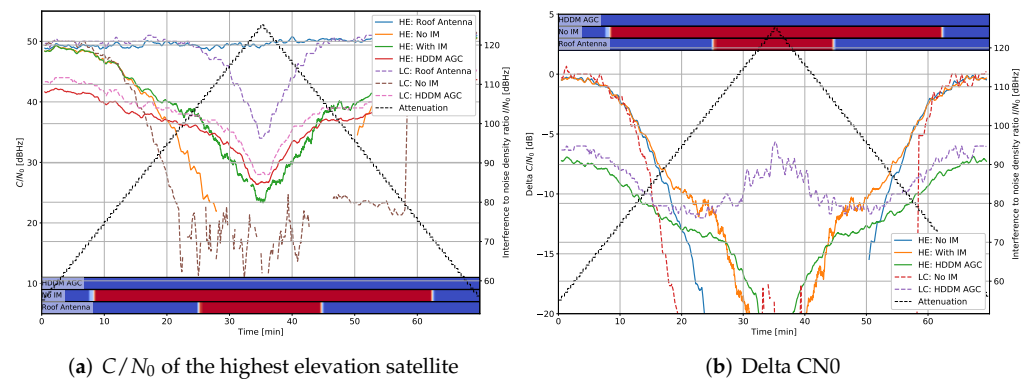 50
40
30
20
10
C/N0 [dBHz]
120
110
100
90
80
70
60
Interference to noise density ratio I/N0 [dBHz]
HE: Roof Antenna
HE: No IM
HE: With IM
HE: HDDM AGC
LC: Roof Antenna
LC: No IM
LC: HDDM AGC
Attenuation
HDDM AGC
No IM
Roof Antenna
0 10 20 30 40 50 60
Time [min]
(a) C/N0 of the highest elevation satellite
5
0
−5
−10
−15
−20
Delta C/N0 [dB]
HDDM AGC
No IM
Roof Antenna
120
110
100
90
80
70
60
Interference to noise density ratio I/N0 [dBHz]
HE: No IM
HE: With IM
HE: HDDM AGC
LC: No IM
LC: HDDM AGC
Attenuation
0 10 20 30 40 50 60
Time [min]
(b) Delta CN0